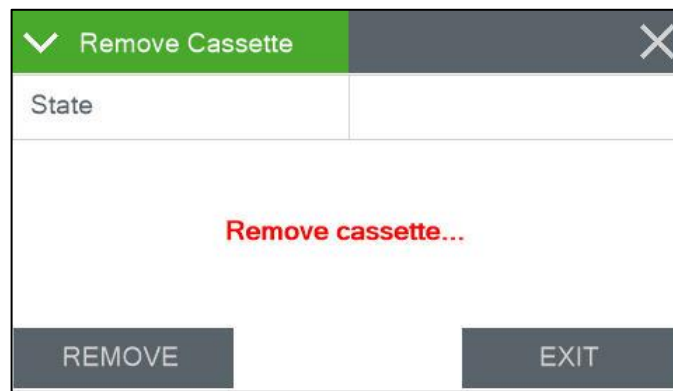 Remove Cassette
State
Remove cassette...
REMOVE
EXIT